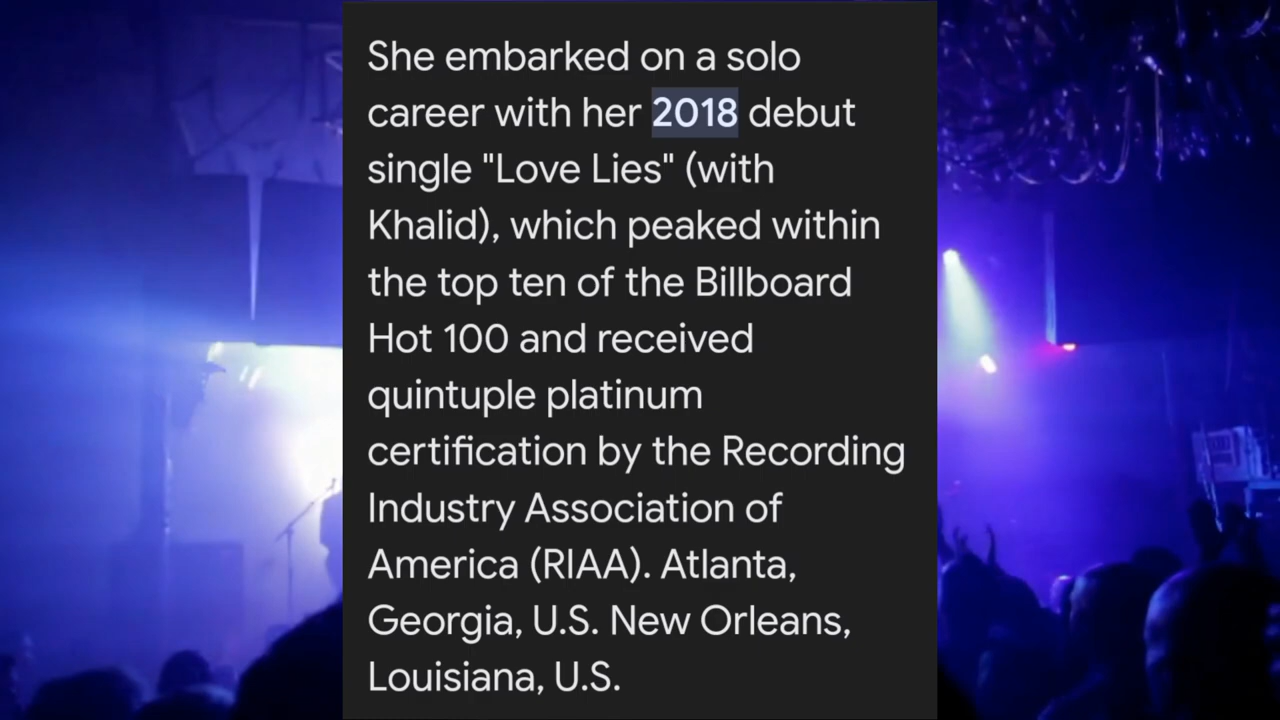 She embarked on a solo
career with her 2018 debut
single "Love Lies" (with
Khalid), which peaked within
the top ten of the Billboard
Hot 100 and received
quintuple platinum
certification by the Recording
Industry Association of
America (RIAA). Atlanta,
Georgia, U.S. New Orleans,
Louisiana, U.S.